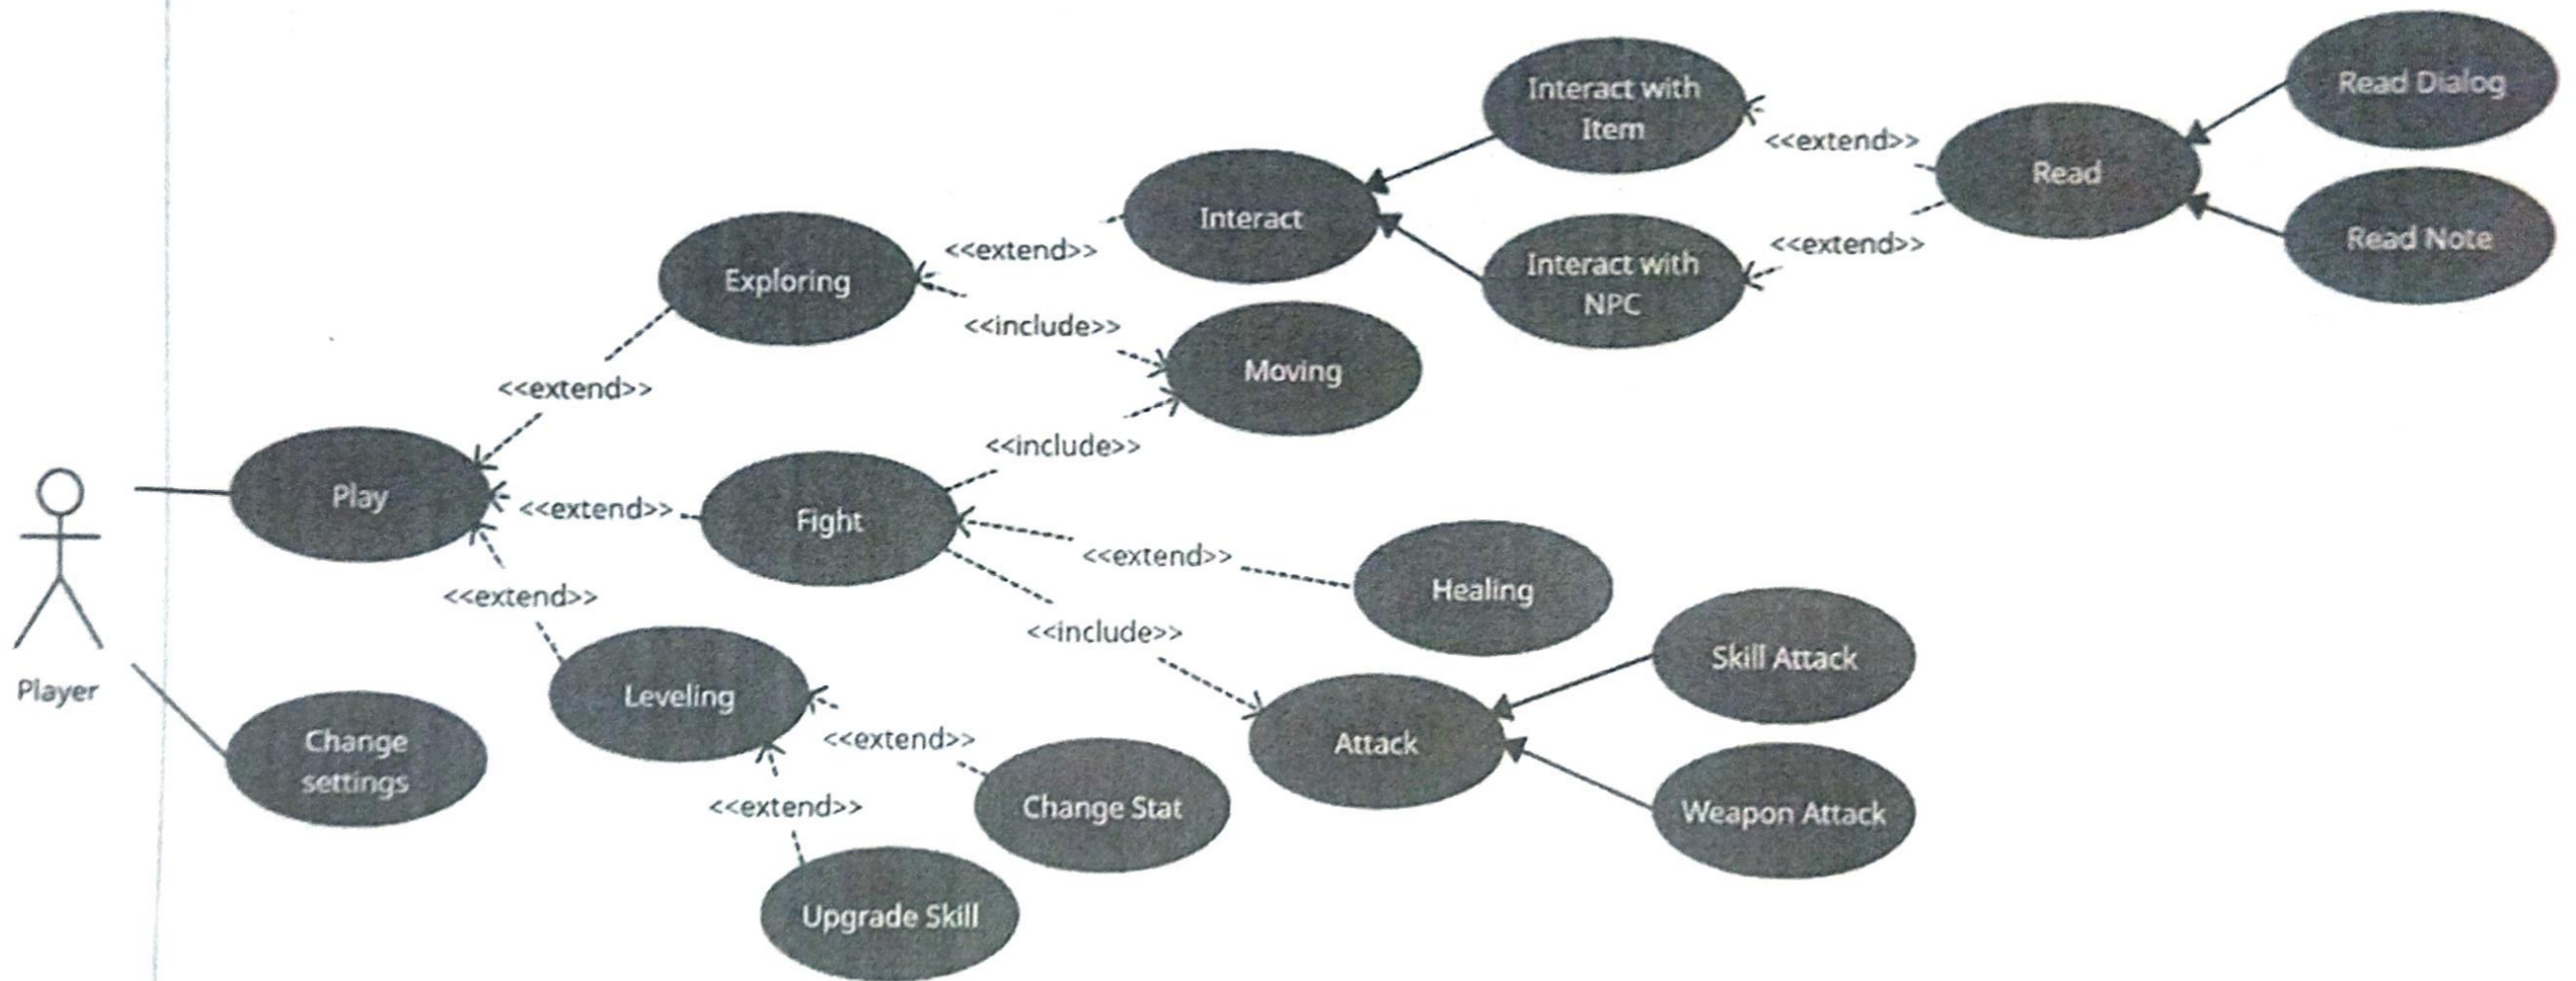 Interact with
Item
Read Dialog
<<extend>>
Read
Interact
<<extend>>
Read Note
<<extend>>
Interact with
NPC
Exploring
<<include>>
Moving
<<extend>>
<<include>>
Play
<<extend>>
Fight
<<extend>>
Healing
<<extend>>
<<include>>
Skill Attack
Player
Leveling
Change
settings
<<extend>>
Attack
<<extend>>
Change Stat
Weapon Attack
Upgrade Skill